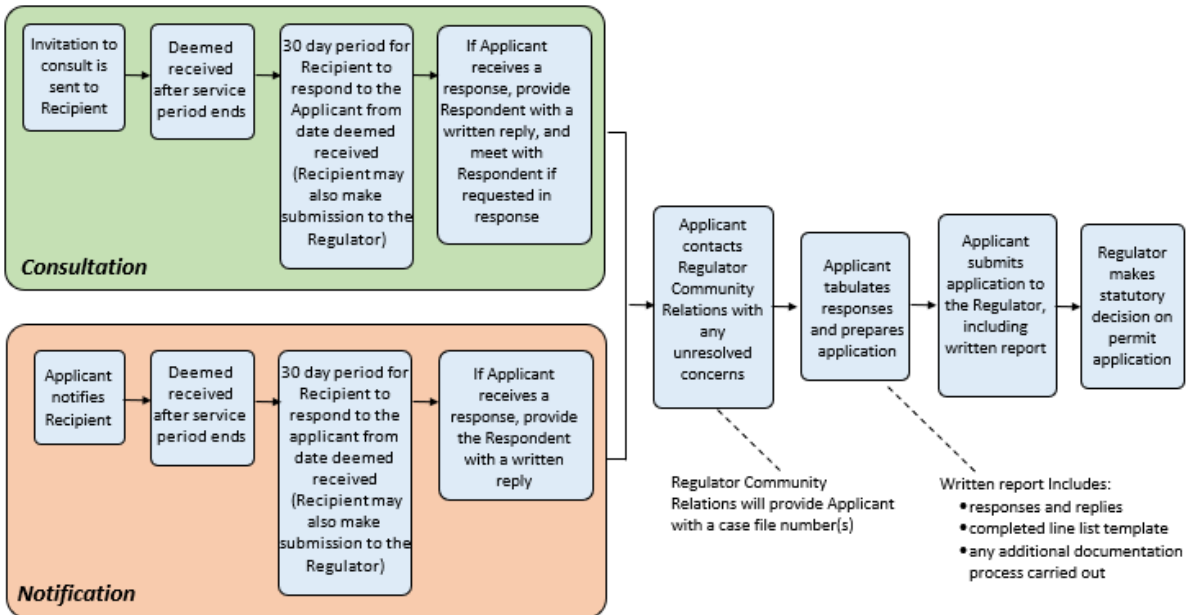 Invitation to
consult is
sent to
Recipient
Deemed
received
after service
period ends
30 day period for
Recipient to
respond to the
Applicant from
date deemed
received
(Recipient may
also make
submission to the
Regulator)
If Applicant
receives a
response, provide
Respondent with a
written reply, and
meet with
Respondent if
requested in
response
Consultation
Applicant
notifies
Recipient
Deemed
received
after service
period ends
30 day period for
Recipient to
respond to the
applicant from
date deemed
received
(Recipient may
also make
submission to the
Regulator)
If Applicant
receives a
response, provide
the Respondent
with a written
reply
Notification
Applicant
contacts
Regulator
Community
Relations with
any
unresolved
concerns
Applicant
tabulates
responses
and prepares
application
Applicant
submits
application to
the Regulator,
including
written report
Regulator
makes
statutory
decision on
permit
application
Regulator Community
Relations will provide Applicant
with a case file number(s)
Written report Includes:
• responses and replies
• completed line list template
• any additional documentation
process carried out